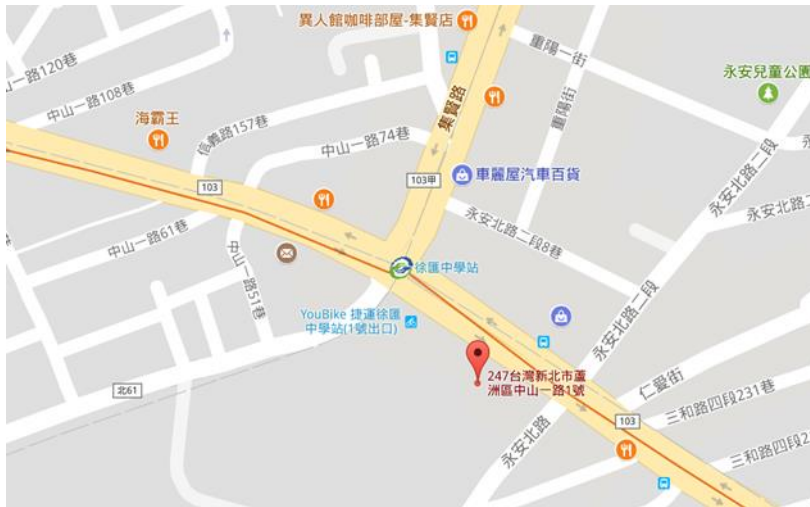 異人館咖啡部屋-集賢店
重陽一街
永安兒童公園
中山一路120巷
中山一路108巷
海霸王
信義路157巷
中山一路74巷
集賢路
重陽街
103甲
車麗屋汽車百貨
103
永安北路二段
永安北路二
中山一路61巷
永安北路二段8巷
中山一路51巷
徐匯中學站
YouBike 捷運徐匯
中學站(1號出口)
永安北路二段
247台灣新北市蘆
洲區中山一路1號
北61
仁愛街
三和路四段231巷
103
永安北路
三和路四段2